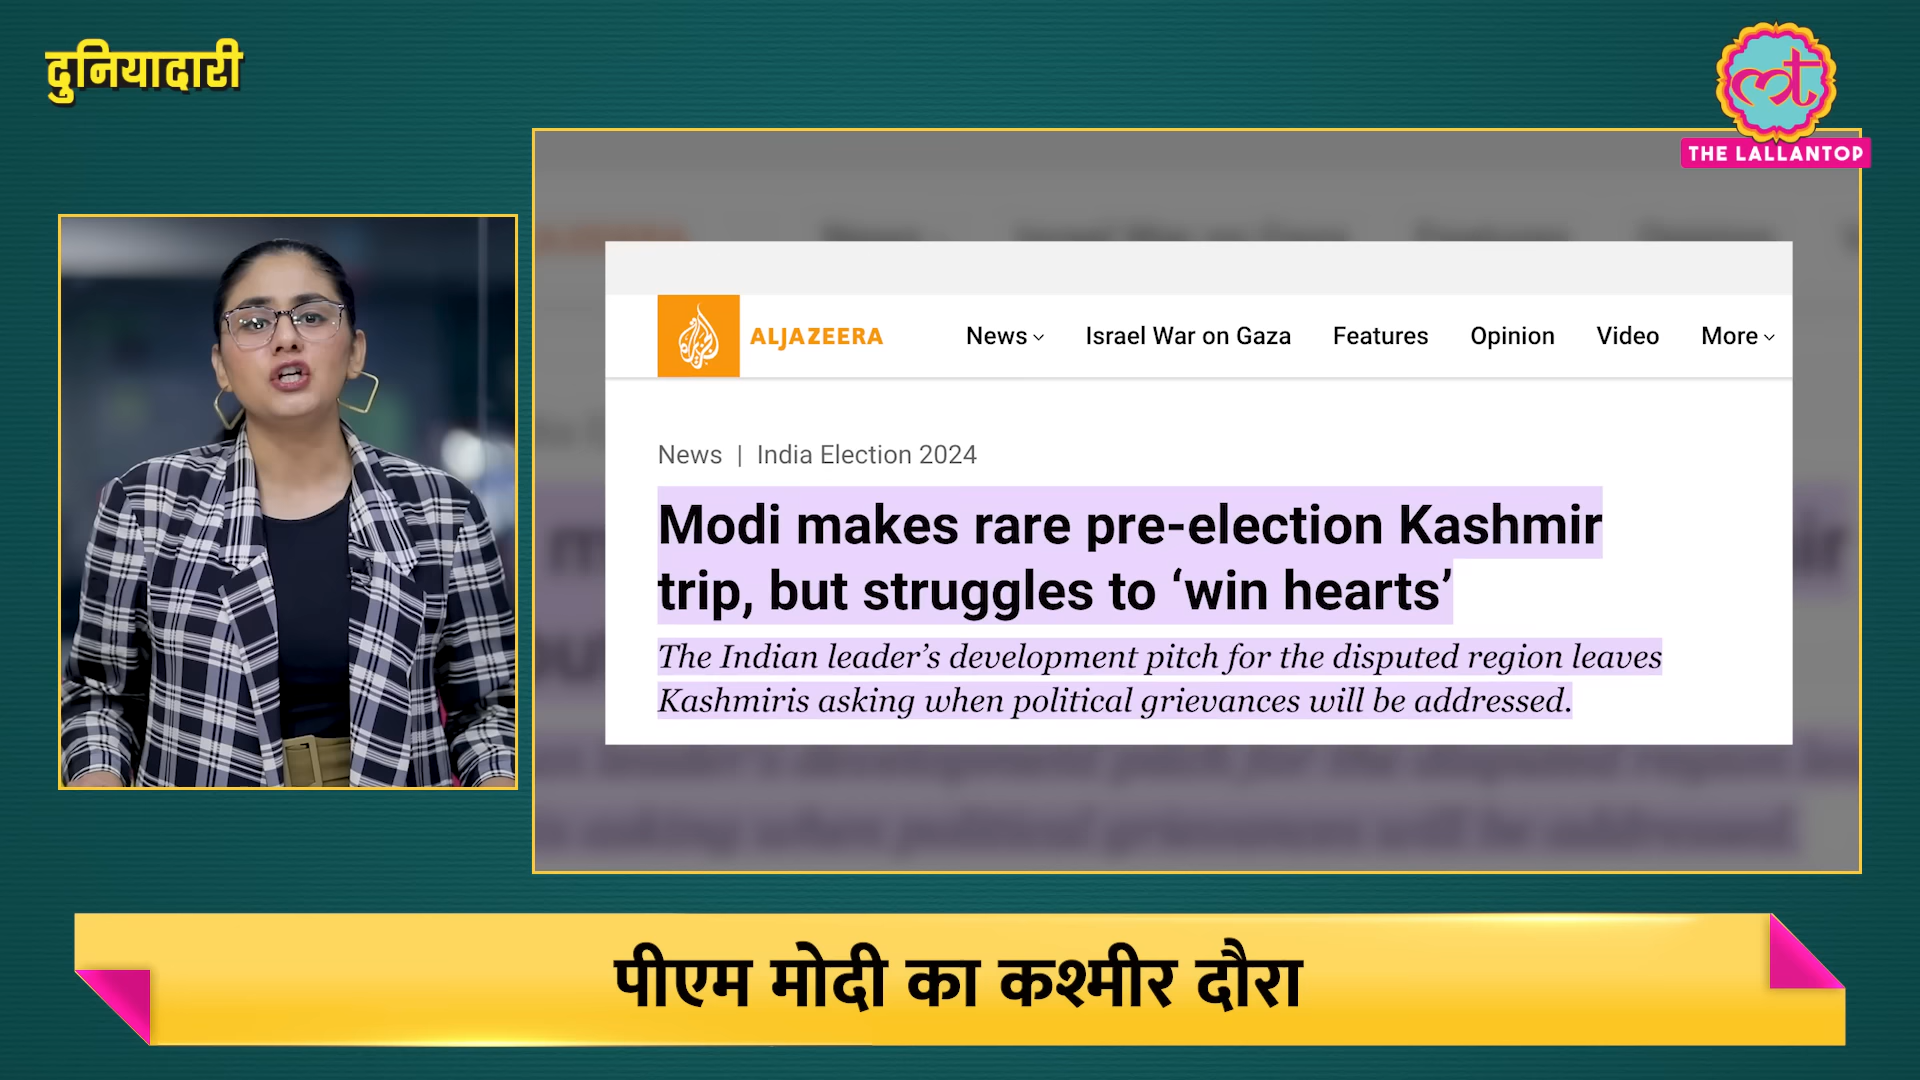 दुनियादारी
THE LALLANTOP
ALJAZEERA
News Israel War on Gaza Features Opinion Video More
News | India Election 2024
Modi makes rare pre-election Kashmir
trip, but struggles to ‘win hearts’
The Indian leader’s development pitch for the disputed region leaves
Kashmiris asking when political grievances will be addressed.
पीएम मोदी का कश्मीर दौरा